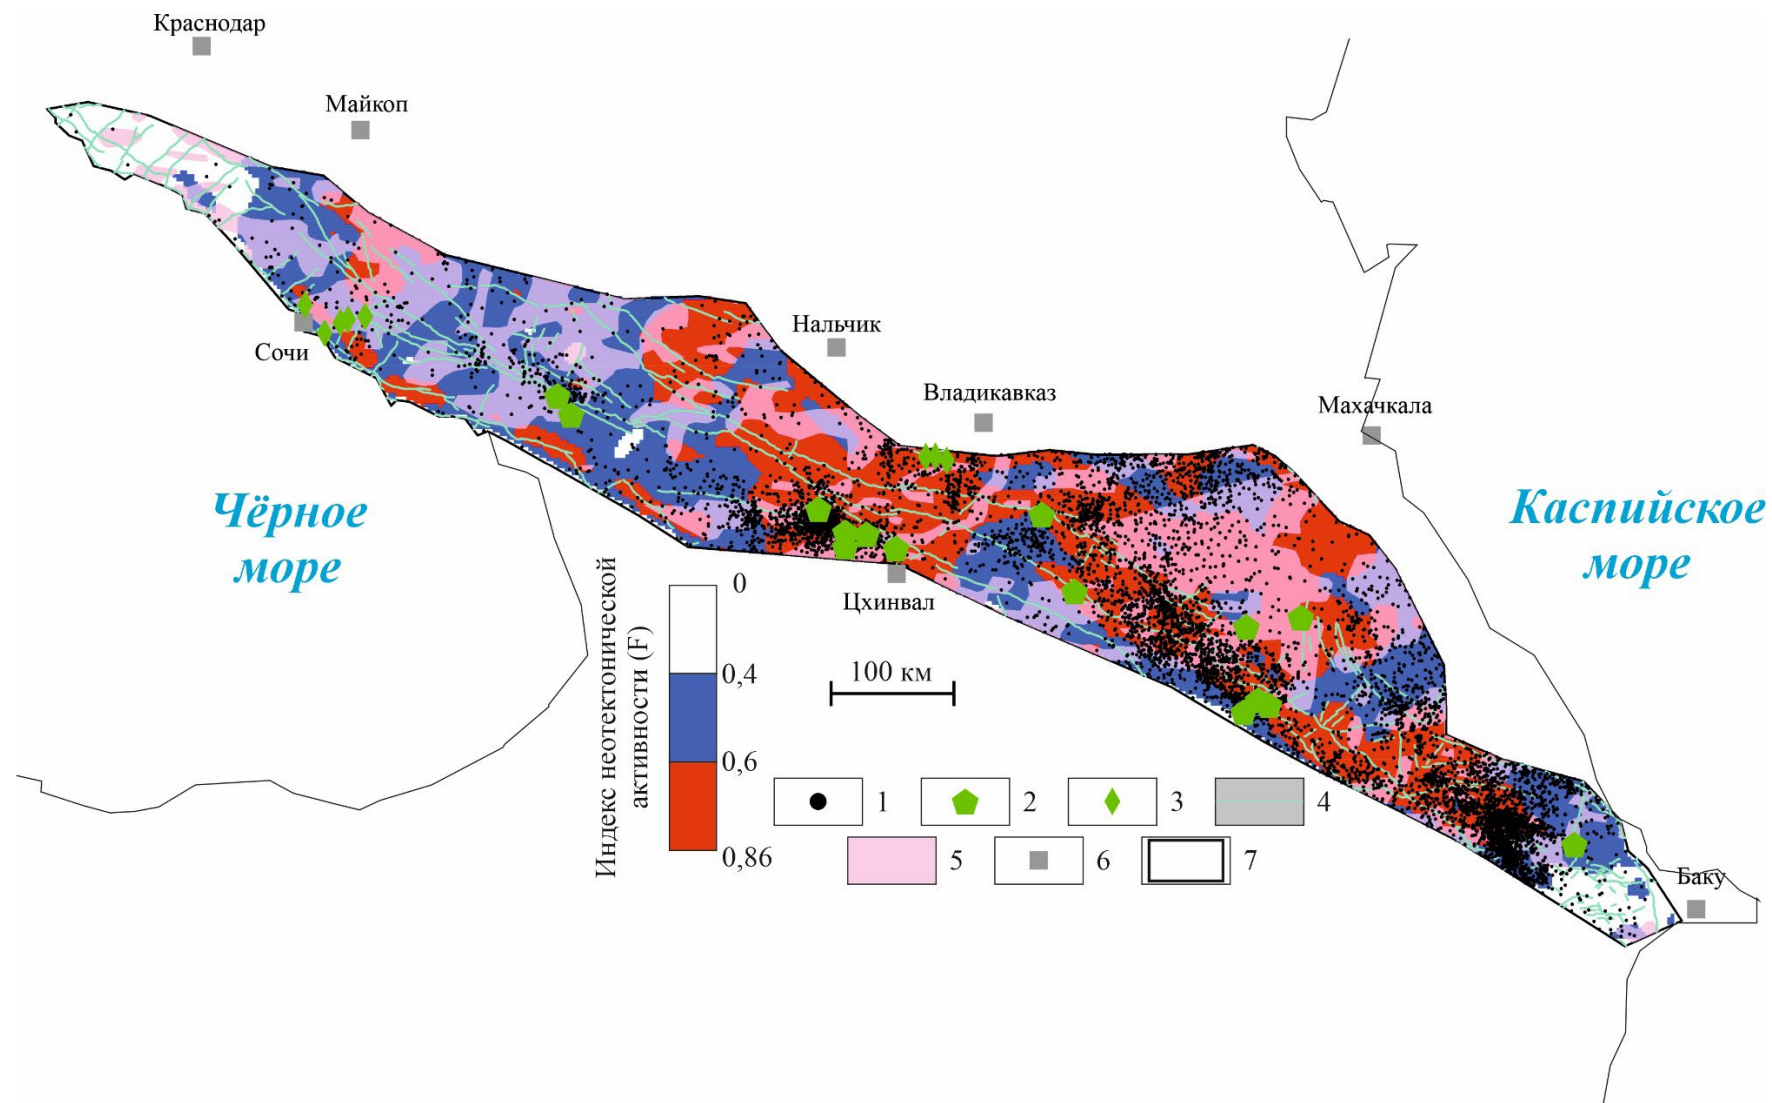 Краснодар
Майкоп
Нальчик
Сочи
Владикавказ
Махачкала
Чёрное
море
Каспийское
море
Цхинвал
Индекс неотектонической
активности (F)
0
0,4
0,6
0,86
100 км
1
2
3
4
5
6
7
Баку